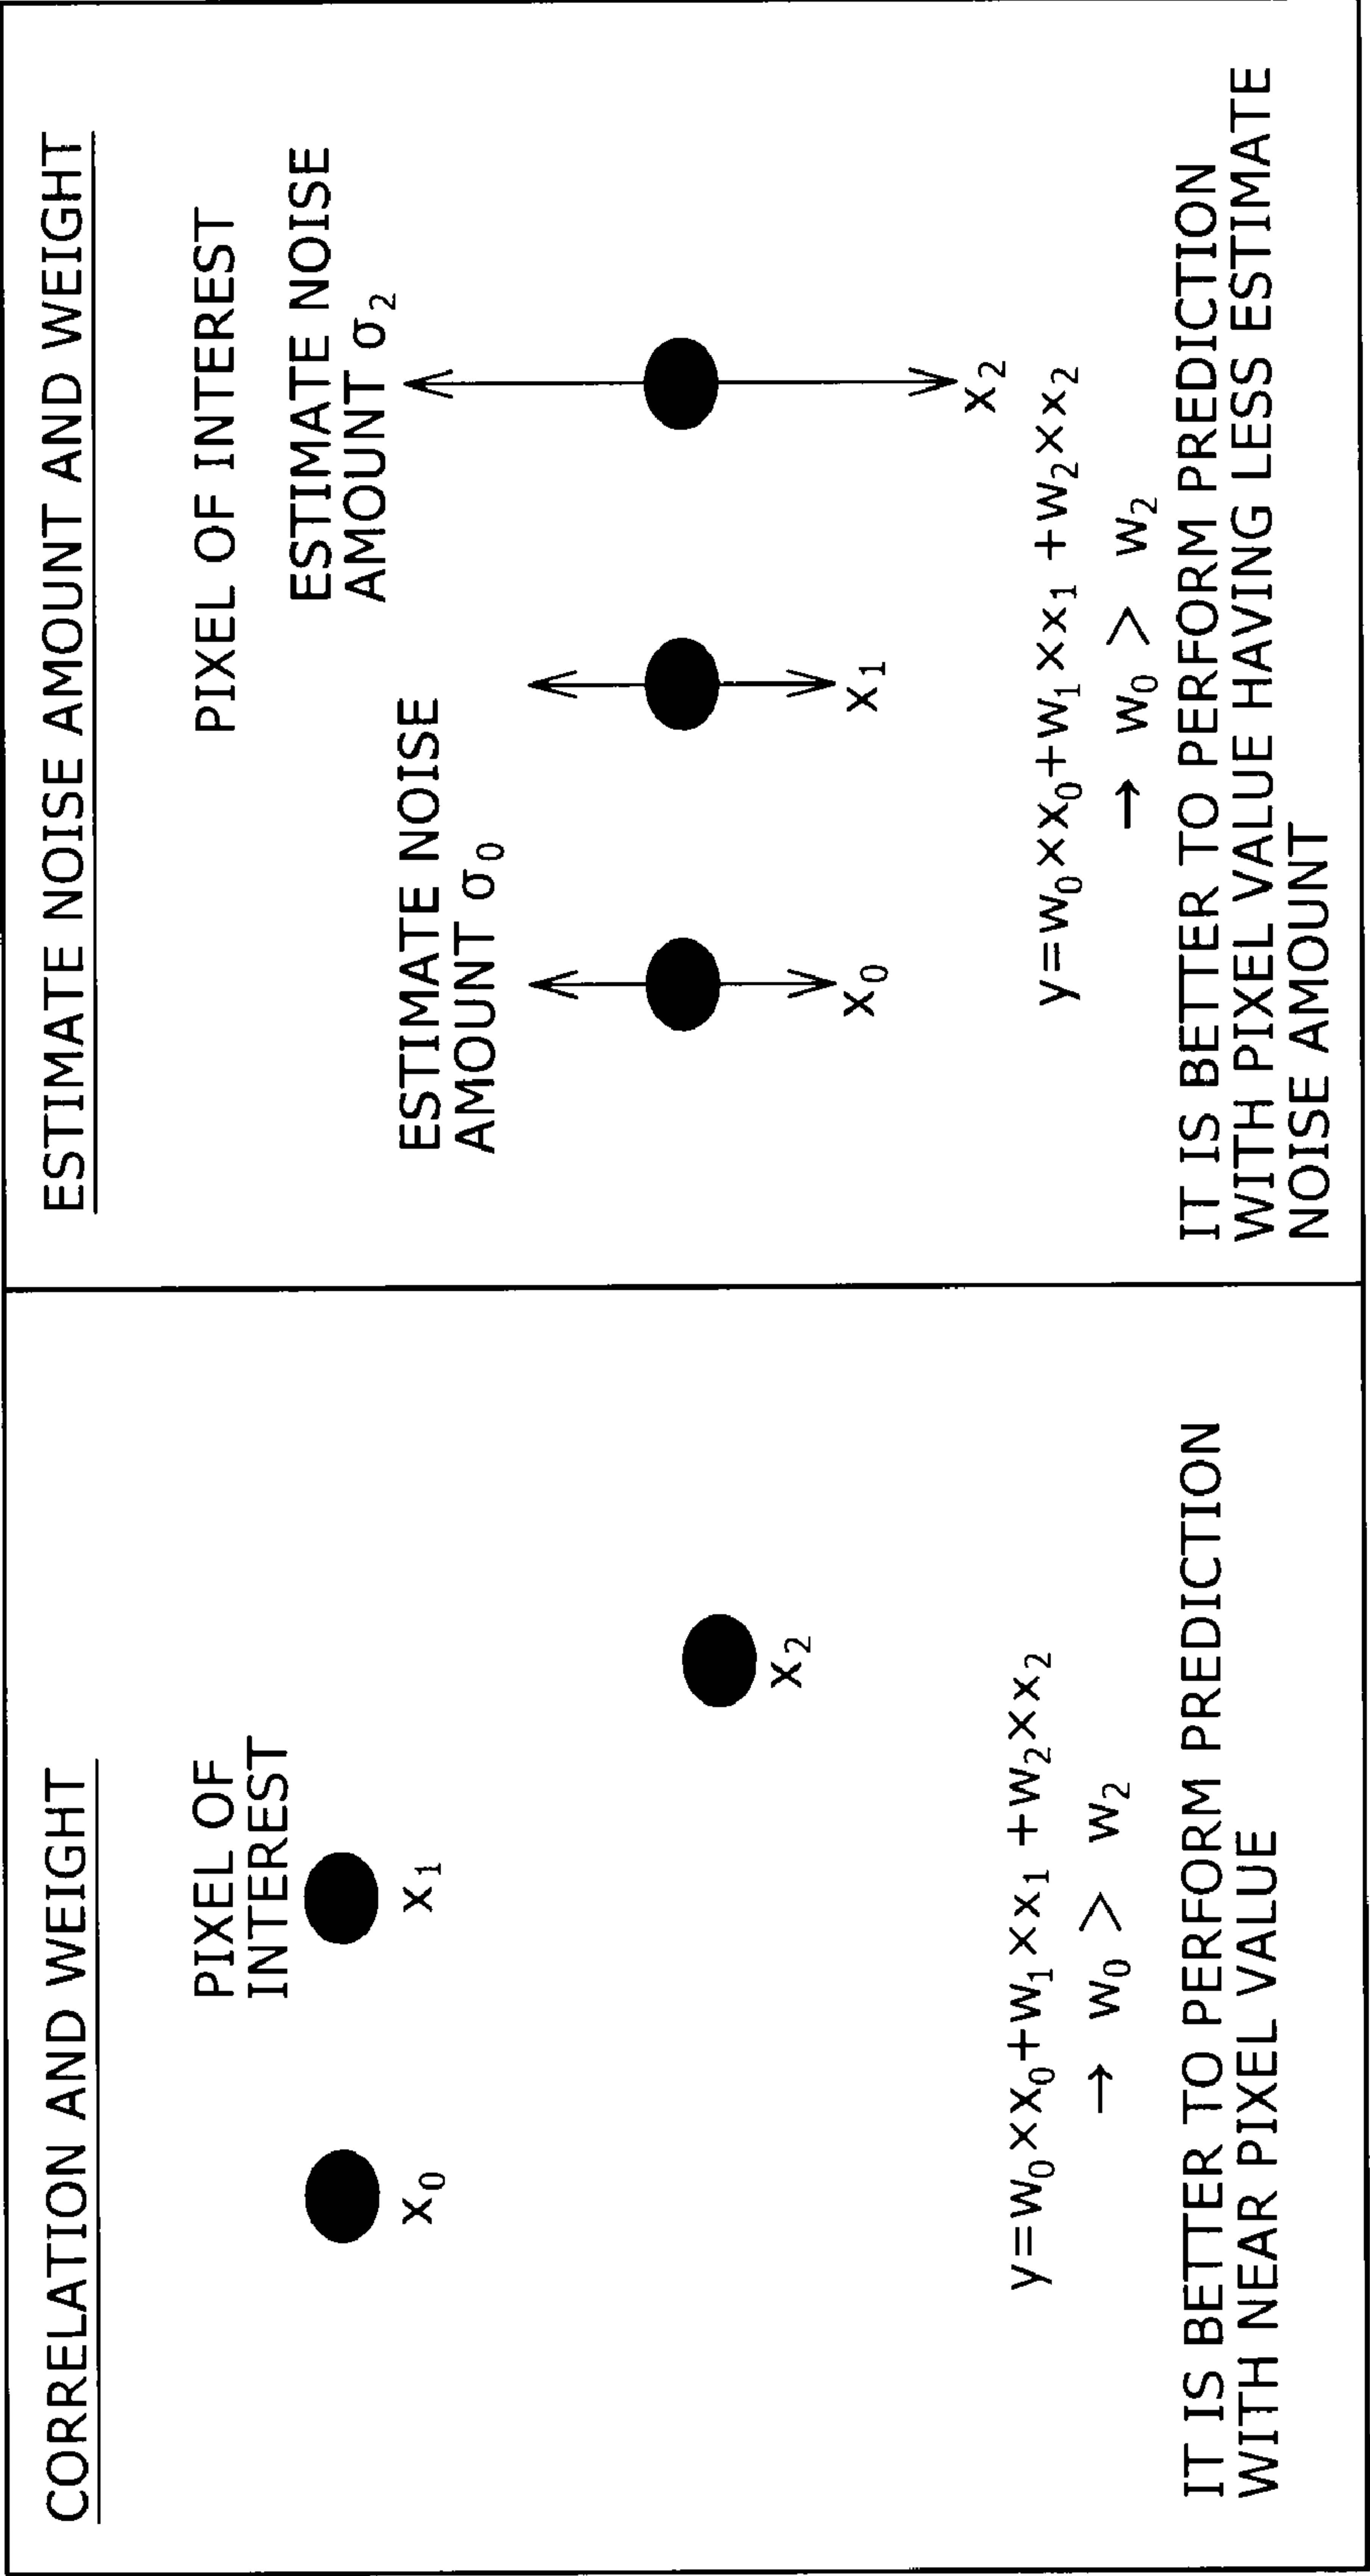 CORRELATION AND WEIGHT
PIXEL OF
INTEREST
x0
x1
x2
y=w0×x0+w1×x1+w2×x2
→ w0 > w2
IT IS BETTER TO PERFORM PREDICTION
WITH NEAR PIXEL VALUE
ESTIMATE NOISE AMOUNT AND WEIGHT
PIXEL OF INTEREST
ESTIMATE NOISE
AMOUNT σ2
ESTIMATE NOISE
AMOUNT σ0
x0
x1
x2
y=w0×x0+w1×x1+w2×x2
→ w0 > w2
IT IS BETTER TO PERFORM PREDICTION
WITH PIXEL VALUE HAVING LESS ESTIMATE
NOISE AMOUNT